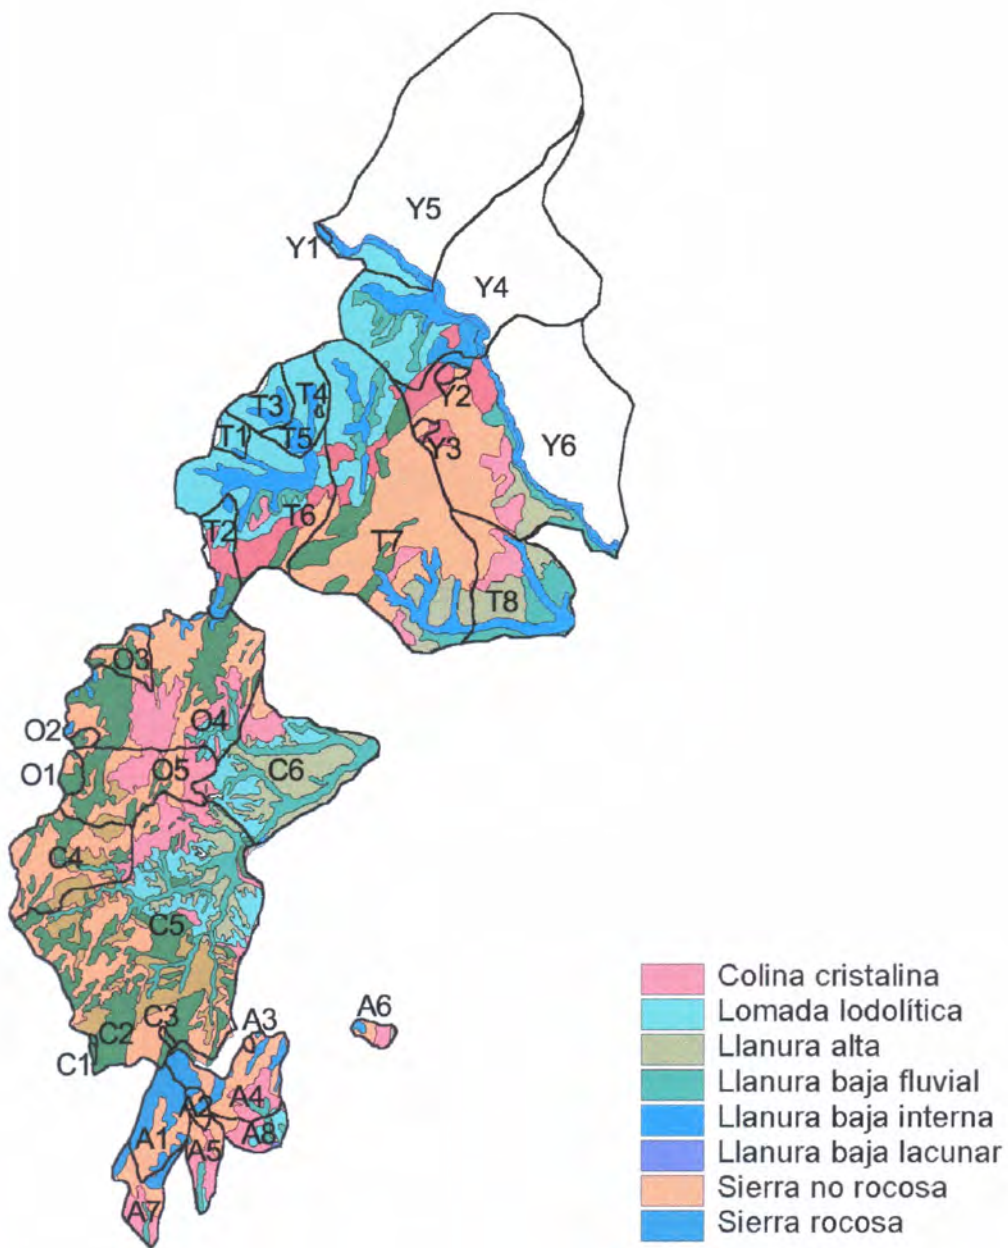 Y5
Y1
Y4
Y2
T3
T4
T1
T5
Y3
Y6
T2
T6
T7
T8
O3
O2
O4
O1
O5
C6
C4
C5
C3
A3
A6
C2
C1
A2
A4
A1
A5
A8
A7
Colina cristalina
Lomada lodolítica
Llanura alta
Llanura baja fluvial
Llanura baja interna
Llanura baja lacunar
Sierra no rocosa
Sierra rocosa